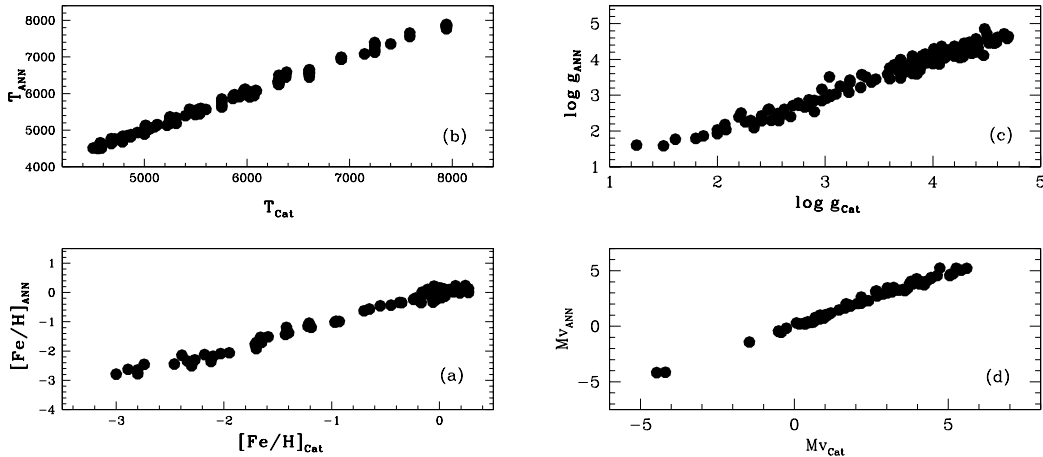 8000
7000
6000
5000
4000
T_ANN
(b)
5000 6000 7000 8000
T_Cat
5
4
3
2
1
log g_ANN
(c)
1 2 3 4 5
log g_Cat
1
0
−1
−2
−3
−4
[Fe/H]_ANN
(a)
−3 −2 −1 0
[Fe/H]_Cat
5
0
−5
Mv_ANN
(d)
−5 0 5
Mv_Cat